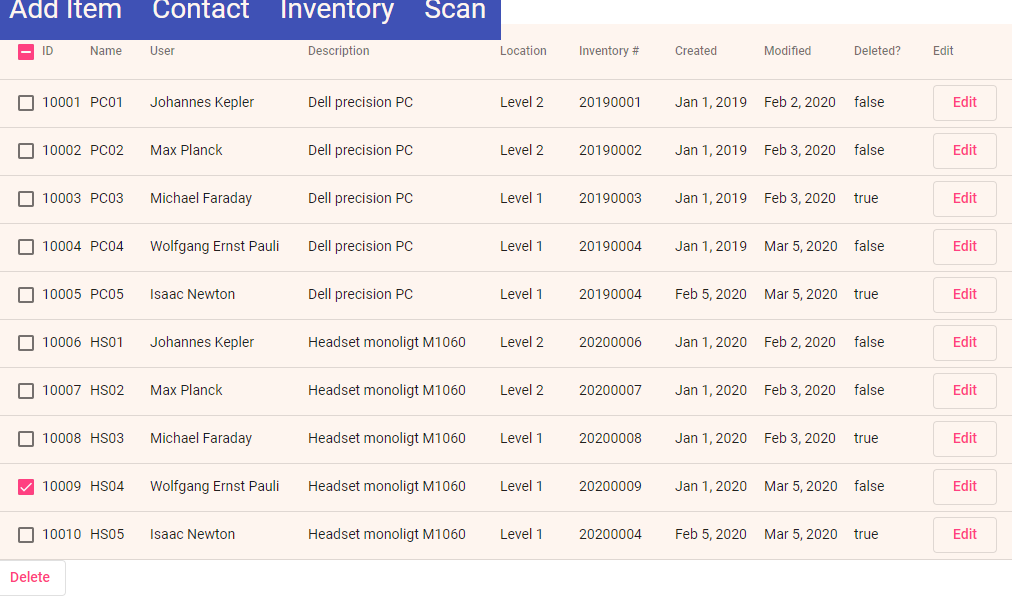 Add Item Contact Inventory Scan
ID Name User Description Location Inventory # Created Modified Deleted? Edit
10001 PC01 Johannes Kepler Dell precision PC Level 2 20190001 Jan 1, 2019 Feb 2, 2020 false Edit
10002 PC02 Max Planck Dell precision PC Level 2 20190002 Jan 1, 2019 Feb 3, 2020 false Edit
10003 PC03 Michael Faraday Dell precision PC Level 1 20190003 Jan 1, 2019 Feb 3, 2020 true Edit
10004 PC04 Wolfgang Ernst Pauli Dell precision PC Level 1 20190004 Jan 1, 2019 Mar 5, 2020 false Edit
10005 PC05 Isaac Newton Dell precision PC Level 1 20190004 Feb 5, 2020 Mar 5, 2020 true Edit
10006 HS01 Johannes Kepler Headset monoligt M1060 Level 2 20200006 Jan 1, 2020 Feb 2, 2020 false Edit
10007 HS02 Max Planck Headset monoligt M1060 Level 2 20200007 Jan 1, 2020 Feb 3, 2020 false Edit
10008 HS03 Michael Faraday Headset monoligt M1060 Level 1 20200008 Jan 1, 2020 Feb 3, 2020 true Edit
10009 HS04 Wolfgang Ernst Pauli Headset monoligt M1060 Level 1 20200009 Jan 1, 2020 Mar 5, 2020 false Edit
10010 HS05 Isaac Newton Headset monoligt M1060 Level 1 20200004 Feb 5, 2020 Mar 5, 2020 true Edit
Delete